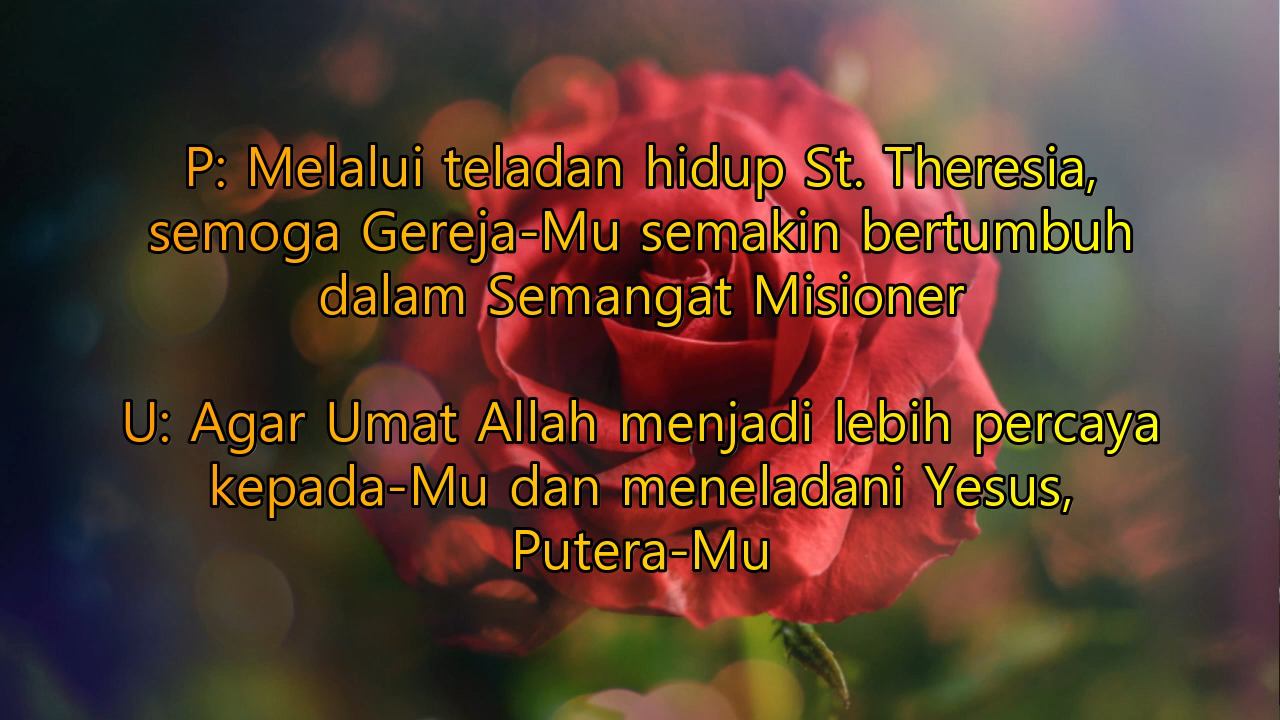 P: Melalui teladan hidup St. Theresia,
semoga Gereja-Mu semakin bertumbuh
dalam Semangat Misioner
U: Agar Umat Allah menjadi lebih percaya
kepada-Mu dan meneladani Yesus,
Putera-Mu